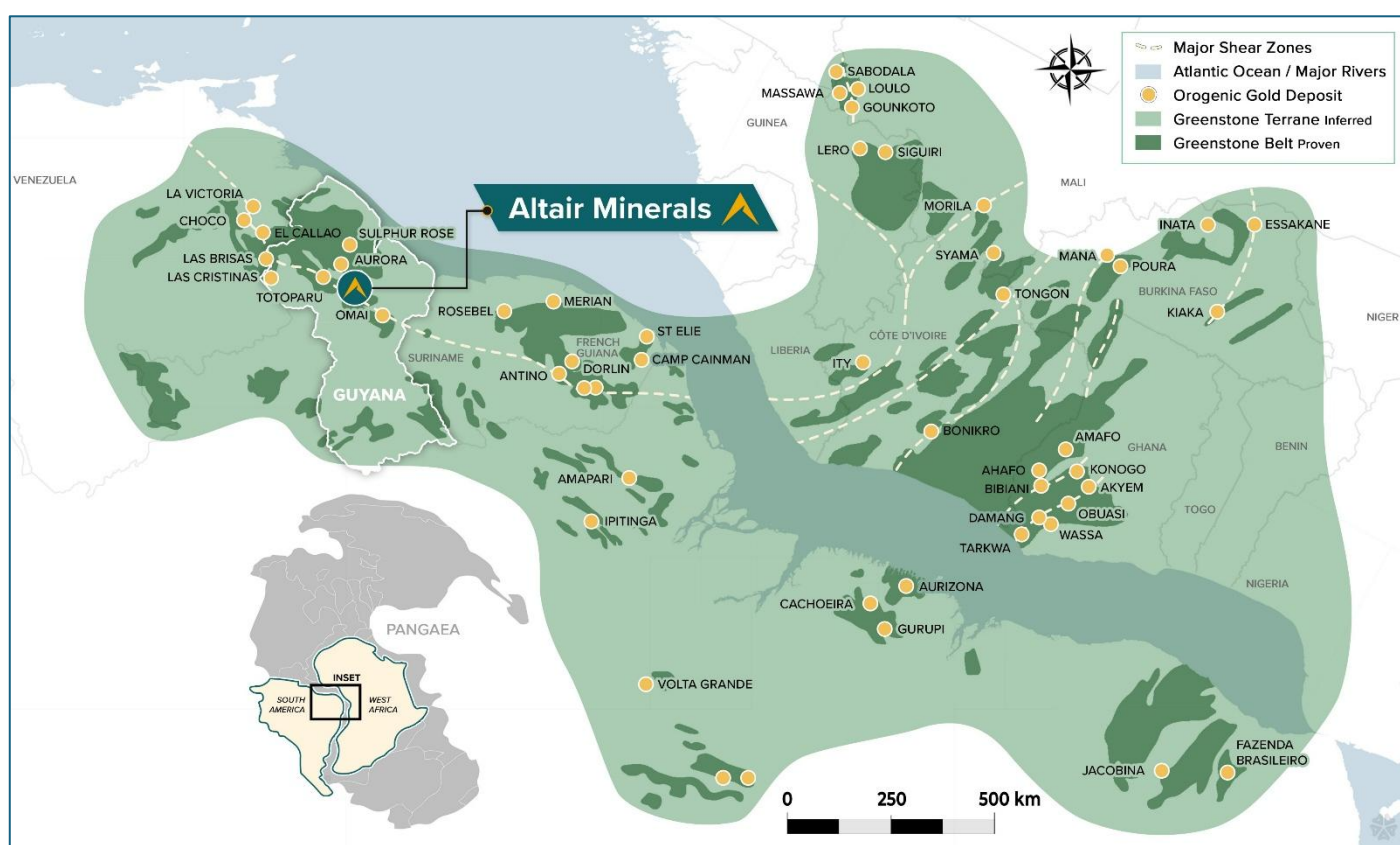 Major Shear Zones
Atlantic Ocean / Major Rivers
Orogenic Gold Deposit
Greenstone Terrane Inferred
Greenstone Belt Proven
SABODALA
LOULO
MASSAWA
GOUNKOTO
GUINEA
LERO
SIGUIRI
VENEZUELA
MALI
LA VICTORIA
CHOCO
EL CALLAO
SULPHUR ROSE
Altair Minerals
MORILA
INATA
ESSAKANE
LAS BRISAS
AURORA
SYAMA
MANA
POURA
LAS CRISTINAS
TOTOPARU
BURKINA FASO
TONGON
OMAI
ROSEBEL
MERIAN
KIAKA
NIGER
ST ELIE
CÔTE D'IVOIRE
FRENCH
GUIANA
LIBERIA
SURINAME
CAMP CAINMAN
ITY
ANTINO
DORLIN
GUYANA
BONIKRO
AMAFO
GHANA
BENIN
AHAFO
KONOGO
AMAPARI
BIBIANI
AKYEM
IPITINGA
DAMANG
OBUASI
TOGO
WASSA
TARKWA
NIGERIA
AURIZONA
CACHOEIRA
GURUPI
PANGAEA
INSET
VOLTA GRANDE
SOUTH
AMERICA
WEST
AFRICA
FAZENDA
BRASILEIRO
JACOBINA
0 250 500 km